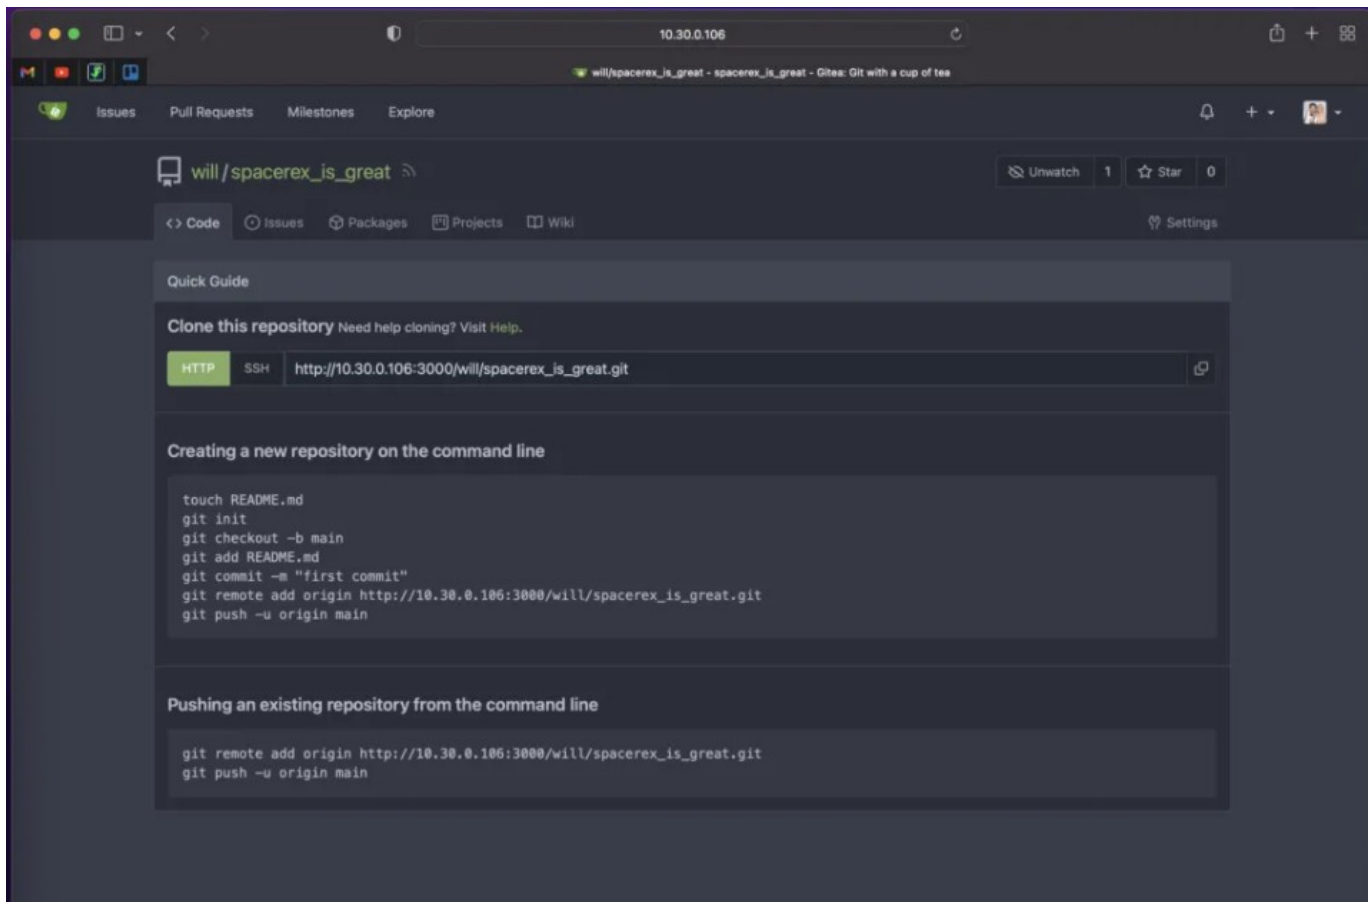 10.30.0.106
will/spacerex_is_great - spacerex_is_great - Gitea: Git with a cup of tea
Issues Pull Requests Milestones Explore
will/spacerex_is_great
Unwatch 1 Star 0
Code Issues Packages Projects Wiki Settings
Quick Guide
Clone this repository Need help cloning? Visit Help.
HTTP SSH http://10.30.0.106:3000/will/spacerex_is_great.git
Creating a new repository on the command line
touch README.md
git init
git checkout -b main
git add README.md
git commit -m "first commit"
git remote add origin http://10.30.0.106:3000/will/spacerex_is_great.git
git push -u origin main
Pushing an existing repository from the command line
git remote add origin http://10.30.0.106:3000/will/spacerex_is_great.git
git push -u origin main